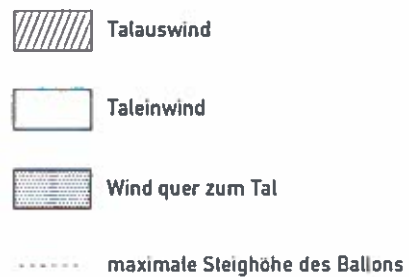 Talauswind
Taleinwind
Wind quer zum Tal
maximale Steighöhe des Ballons